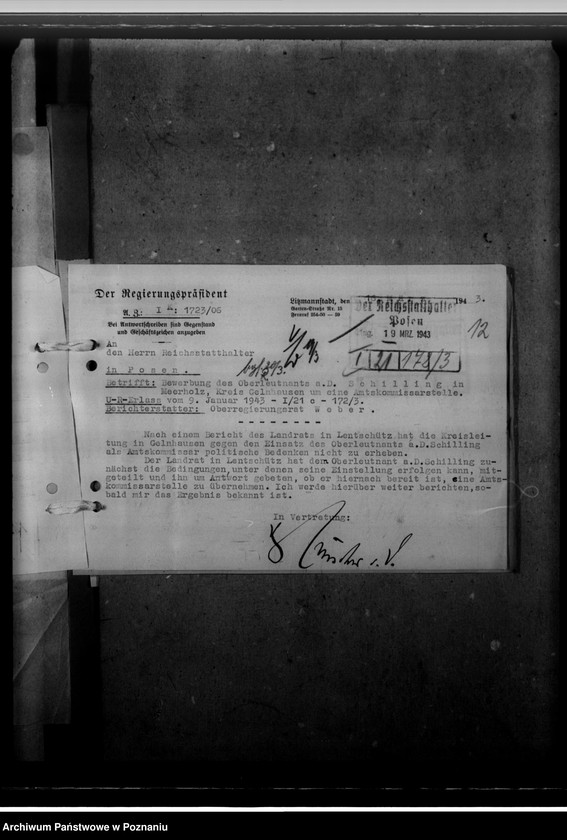 Der Regierungspräsident
A. Z.: I 1723/06
Bei Antwortschreiben sind Gegenstand
und Geschäftszeichen anzugeben
Litzmannstadt, den 194 3.
Der Reichsstatthalter
Posen
19 MRZ. 1943
12
I 21 172/3
An
den Herrn Reichsstatthalter
in Posen.
Betrifft: Bewerbung des Oberleutnants a.D. Schilling in
Meerholz, Kreis Gelnhausen um eine Amtskommissarstelle.
U-R-Erlass vom 9. Januar 1943 - I/21 c - 172/3.
Berichterstatter: Oberregierungsrat Weber.
Nach einem Bericht des Landrats in Lentschütz hat die Kreislei-
tung in Gelnhausen gegen den Einsatz des Oberleutnants a.D.Schilling
als Amtskommissar politische Bedenken nicht zu erheben.
Der Landrat in Lentschütz hat dem Oberleutnant a.D.Schilling zu-
nächst die Bedingungen,unter denen seine Einstellung erfolgen kann, mit-
geteilt und ihn um Antwort gebeten, ob er hiernach bereit ist, eine Amts-
kommissarstelle zu übernehmen. Ich werde hierüber weiter berichten,so-
bald mir das Ergebnis bekannt ist.
In Vertretung:
Archiwum Państwowe w Poznaniu